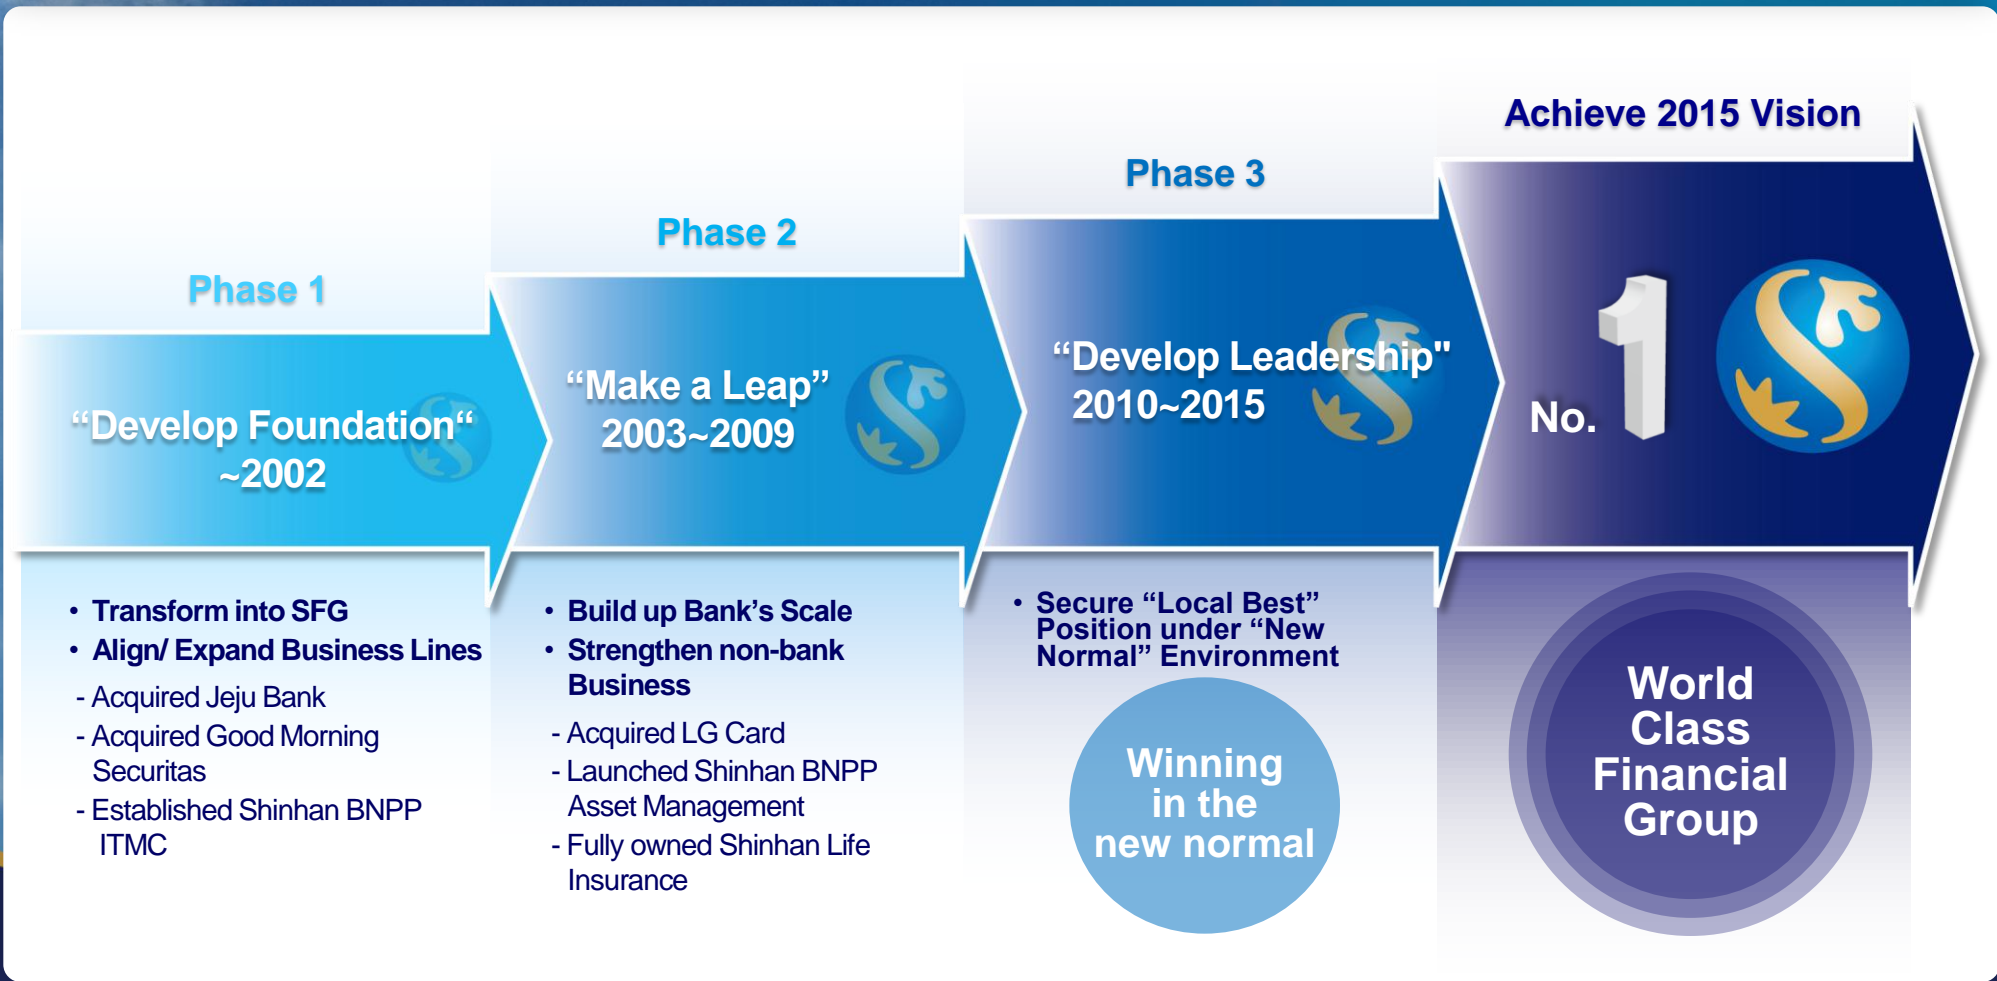 Phase 1
“Develop Foundation“
~2002
• Transform into SFG
• Align/ Expand Business Lines
- Acquired Jeju Bank
- Acquired Good Morning
Securitas
- Established Shinhan BNPP
ITMC
Phase 2
“Make a Leap”
2003~2009
• Build up Bank’s Scale
• Strengthen non-bank
Business
- Acquired LG Card
- Launched Shinhan BNPP
Asset Management
- Fully owned Shinhan Life
Insurance
Phase 3
“Develop Leadership"
2010~2015
• Secure “Local Best”
Position under “New
Normal” Environment
Winning
in the
new normal
Achieve 2015 Vision
No. 1
World
Class
Financial
Group